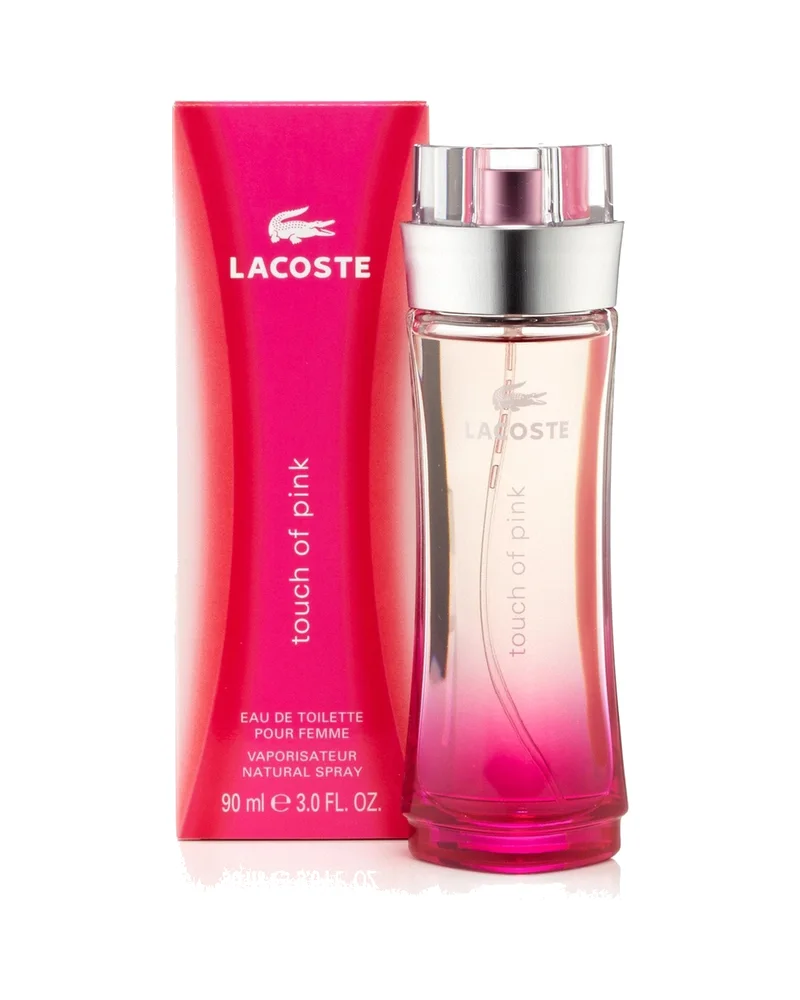 LACOSTE
touch of pink
EAU DE TOILETTE
POUR FEMME
VAPORISATEUR
NATURAL SPRAY
90 ml ℮ 3.0 FL. OZ.
LACOSTE
touch of pink